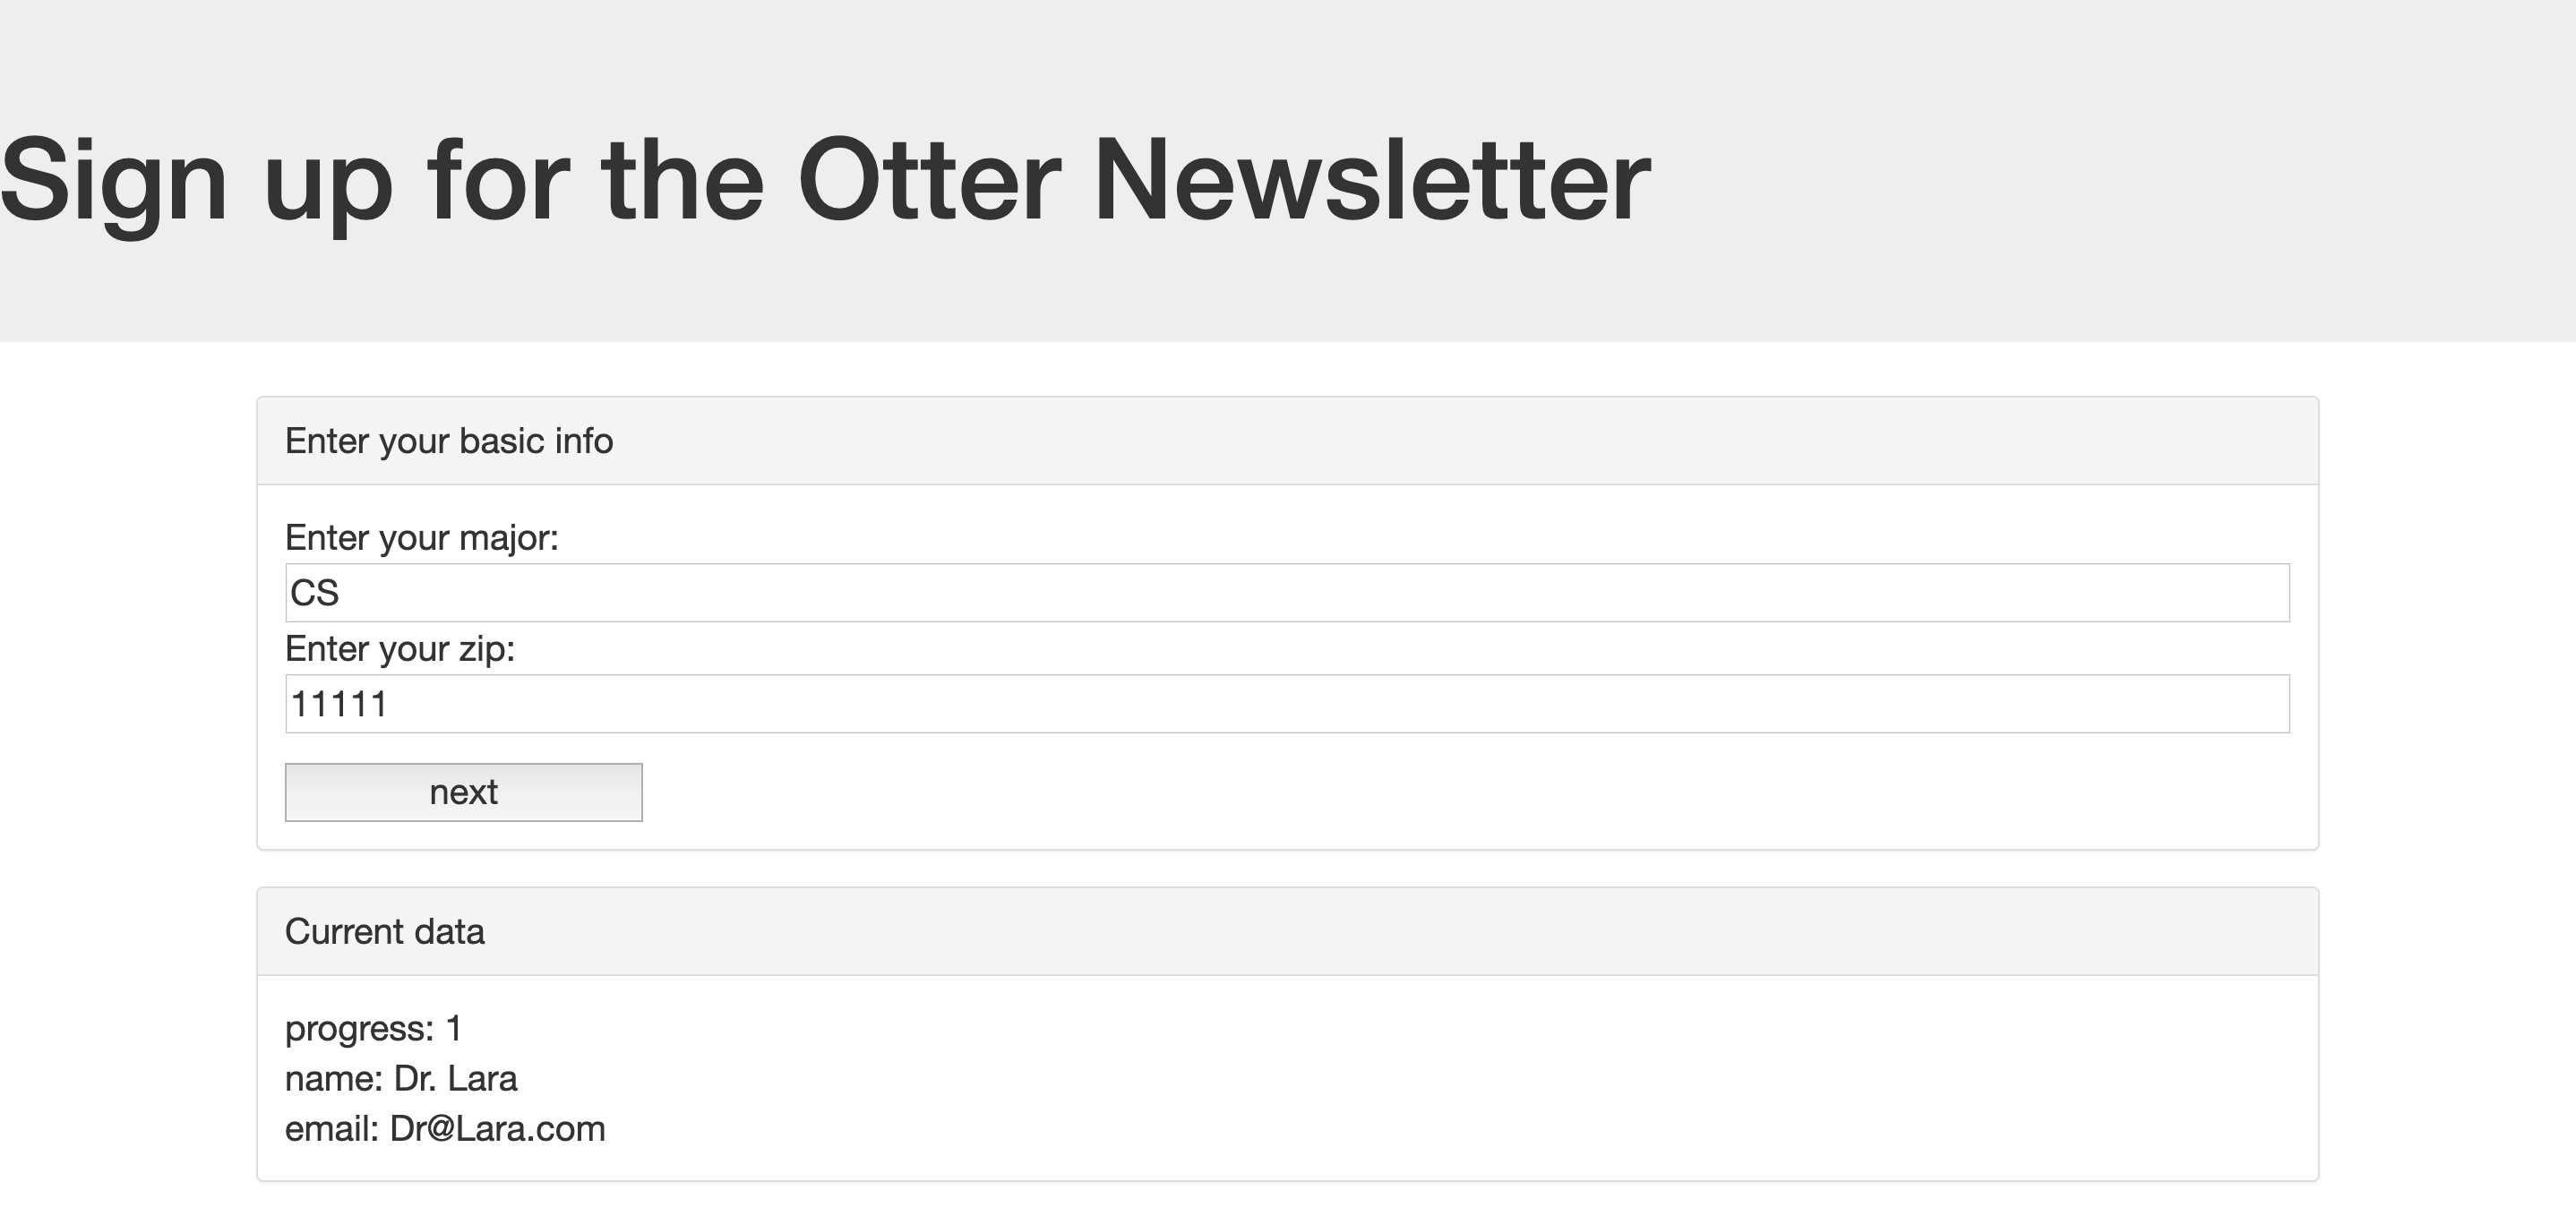 Sign up for the Otter Newsletter
Enter your basic info
Enter your major:
CS
Enter your zip:
11111
next
Current data
progress: 1
name: Dr. Lara
email: Dr@Lara.com